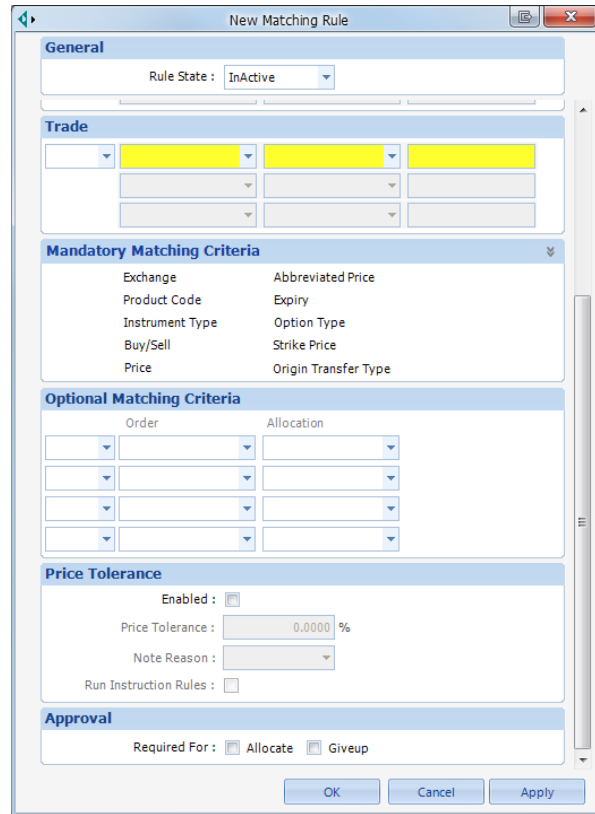 New Matching Rule
General
Rule State : InActive
Trade
Mandatory Matching Criteria
Exchange Abbreviated Price
Product Code Expiry
Instrument Type Option Type
Buy/Sell Strike Price
Price Origin Transfer Type
Optional Matching Criteria
Order Allocation
Price Tolerance
Enabled :
Price Tolerance : 0.0000 %
Note Reason :
Run Instruction Rules :
Approval
Required For : Allocate Giveup
OK Cancel Apply